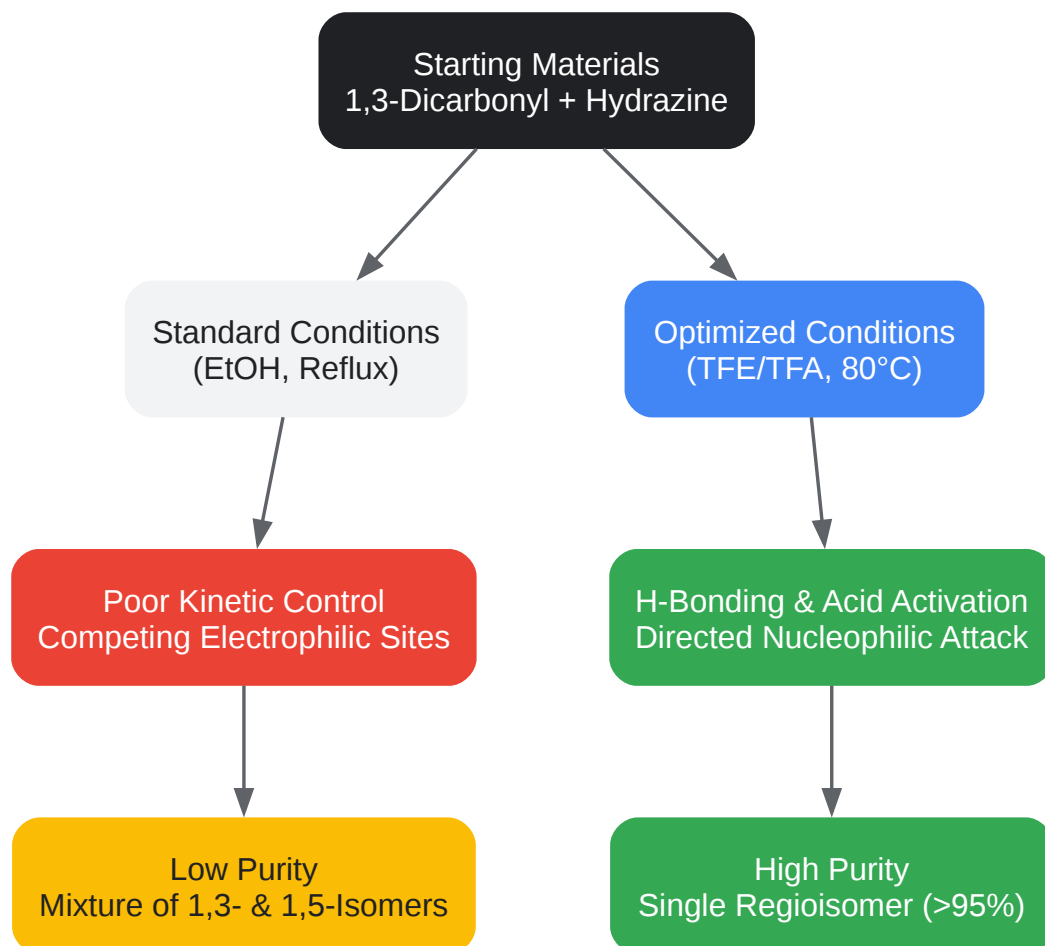 Starting Materials
1,3-Dicarbonyl + Hydrazine
Standard Conditions
(EtOH, Reflux)
Optimized Conditions
(TFE/TFA, 80°C)
Poor Kinetic Control
Competing Electrophilic Sites
H-Bonding & Acid Activation
Directed Nucleophilic Attack
Low Purity
Mixture of 1,3- & 1,5-Isomers
High Purity
Single Regioisomer (>95%)